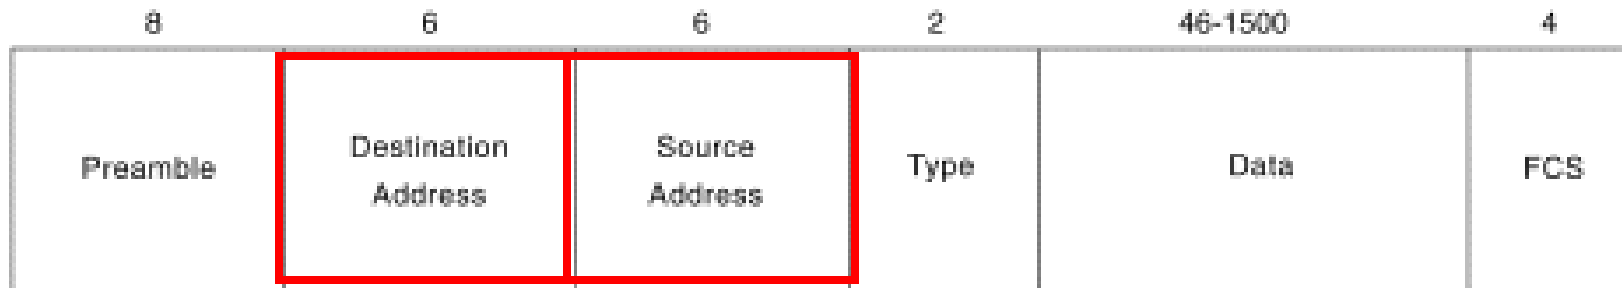 8 6 6 2 46-1500 4
Preamble
Destination
Address
Source
Address
Type
Data
FCS